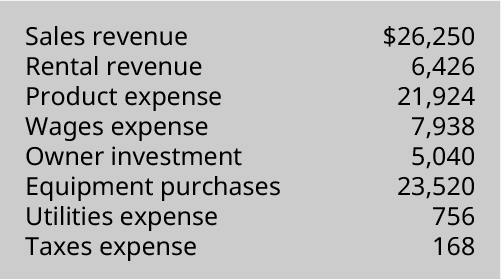 Sales revenue $26,250
Rental revenue 6,426
Product expense 21,924
Wages expense 7,938
Owner investment 5,040
Equipment purchases 23,520
Utilities expense 756
Taxes expense 168